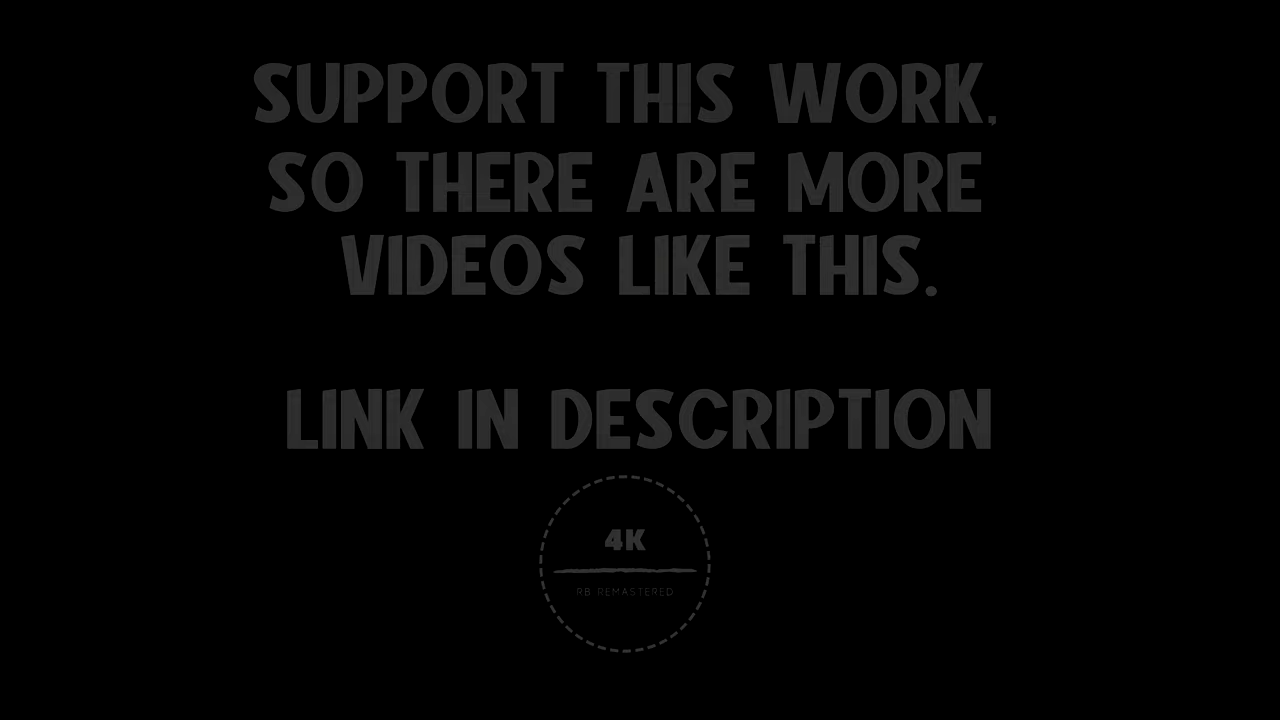 SUPPORT THIS WORK,
SO THERE ARE MORE
VIDEOS LIKE THIS.
LINK IN DESCRIPTION
4K
RB REMASTERED